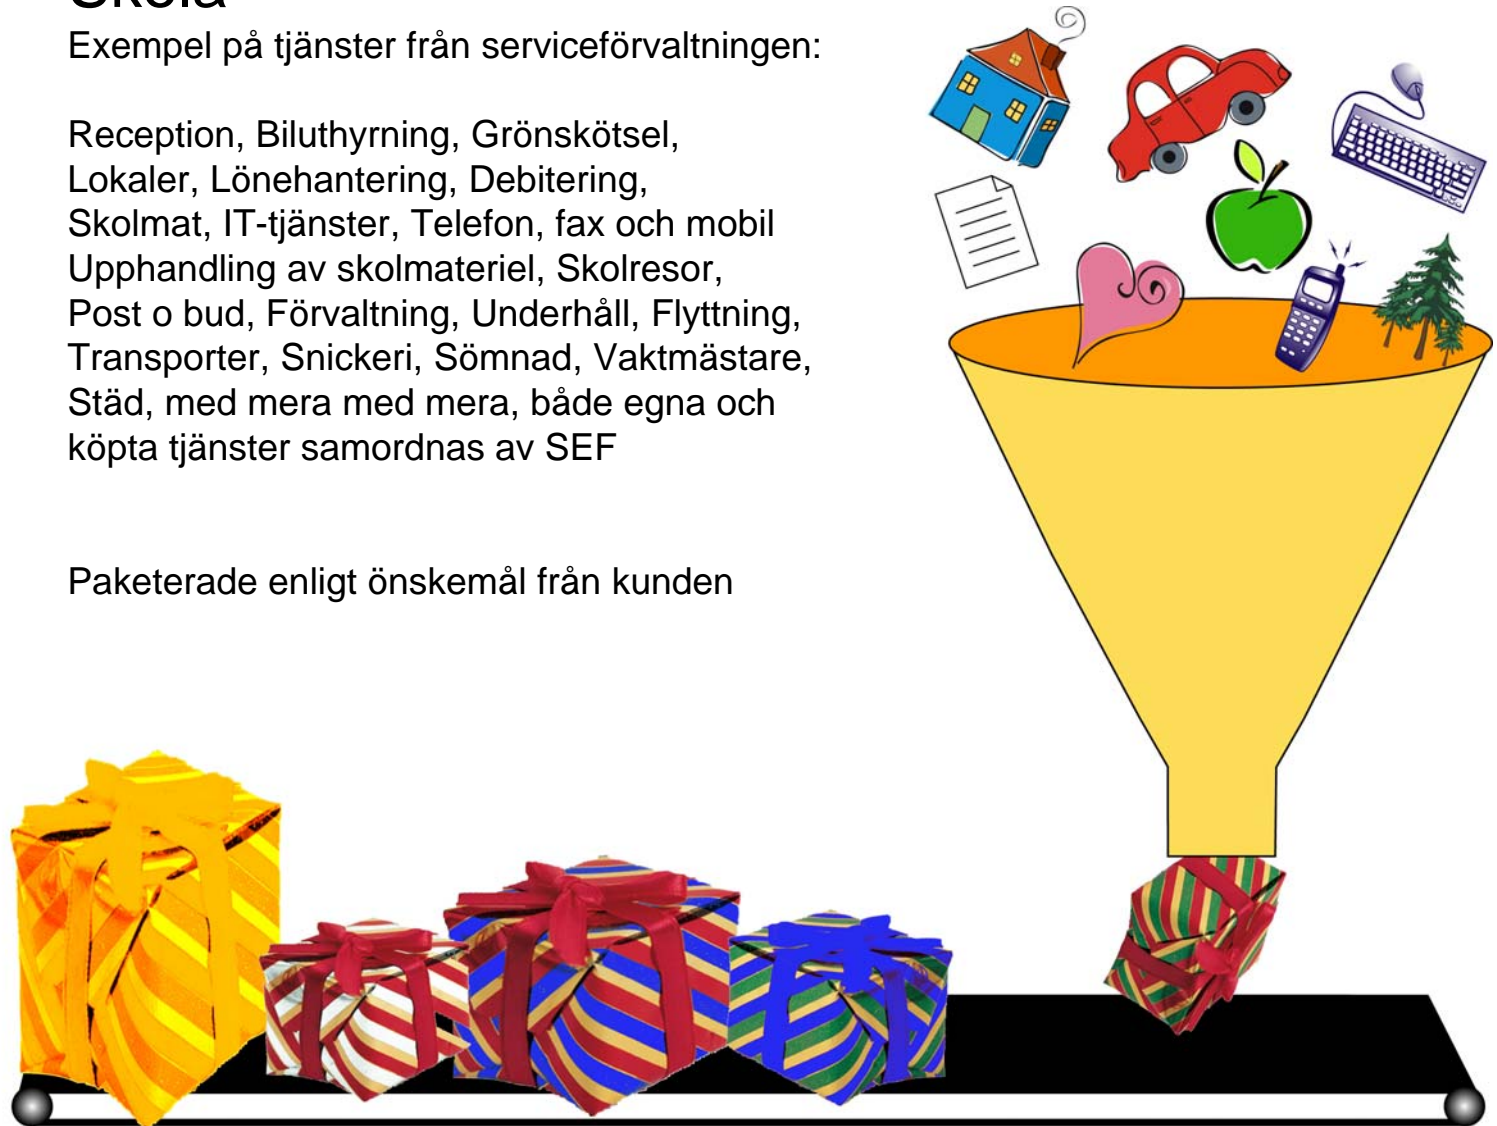 Skola
Exempel på tjänster från serviceförvaltningen:
Reception, Biluthyrning, Grönskötsel,
Lokaler, Lönehantering, Debitering,
Skolmat, IT-tjänster, Telefon, fax och mobil
Upphandling av skolmateriel, Skolresor,
Post o bud, Förvaltning, Underhåll, Flyttning,
Transporter, Snickeri, Sömnad, Vaktmästare,
Städ, med mera med mera, både egna och
köpta tjänster samordnas av SEF
Paketerade enligt önskemål från kunden